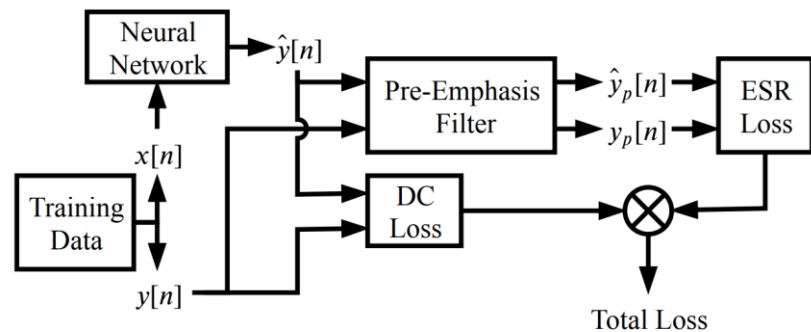 Neural
Network
ŷ[n]
Pre-Emphasis
Filter
ŷₚ[n]
yₚ[n]
ESR
Loss
x[n]
Training
Data
DC
Loss
y[n]
Total Loss